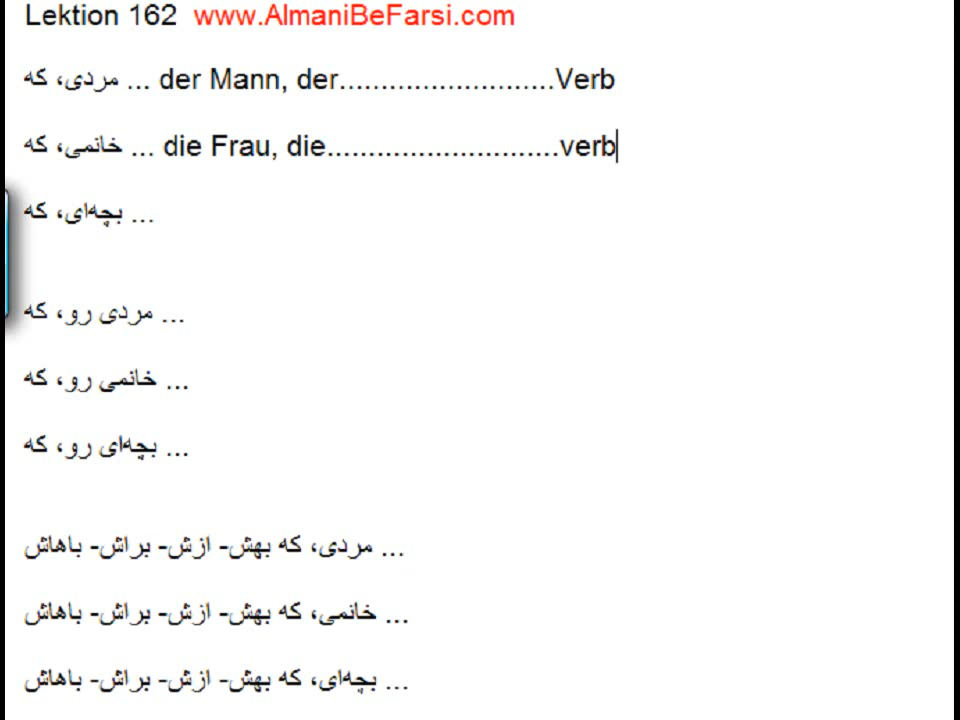 Lektion 162 www.AlmaniBeFarsi.com
مردی، که ... der Mann, der..........................Verb
خانمی، که ... die Frau, die............................verb
بچه‌ای، که ...
مردی رو، که ...
خانمی رو، که ...
بچه‌ای رو، که ...
مردی، که بهش- ازش- براش- باهاش ...
خانمی، که بهش- ازش- براش- باهاش ...
بچه‌ای، که بهش- ازش- براش- باهاش ...